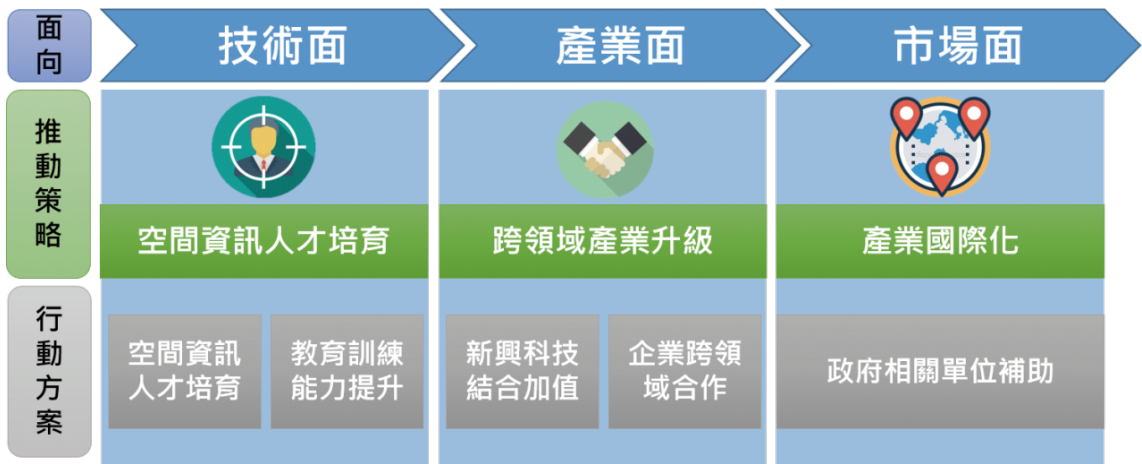 面向
技術面
產業面
市場面
推動策略
空間資訊人才培育
跨領域產業升級
產業國際化
行動方案
空間資訊
人才培育
教育訓練
能力提升
新興科技
結合加值
企業跨領
域合作
政府相關單位補助